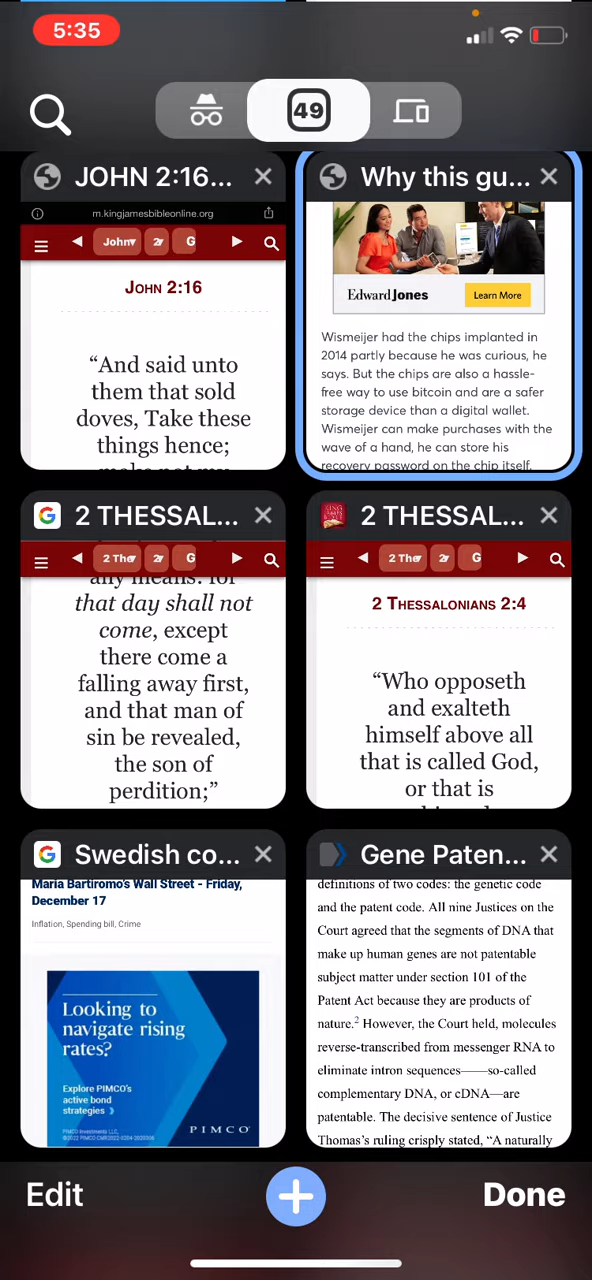 5:35
49
JOHN 2:16...
m.kingjamesbibleonline.org
John
2
G
JOHN 2:16
“And said unto
them that sold
doves, Take these
things hence;
Why this gu...
Edward Jones
Learn More
Wismeijer had the chips implanted in
2014 partly because he was curious, he
says. But the chips are also a hassle-
free way to use bitcoin and are a safer
storage device than a digital wallet.
Wismeijer can make purchases with the
wave of a hand, he can store his
recovery password on the chip itself.
2 THESSAL...
2 The
2
G
any means: for
that day shall not
come, except
there come a
falling away first,
and that man of
sin be revealed,
the son of
perdition;”
2 THESSAL...
2 The
2
G
2 THESSALONIANS 2:4
“Who opposeth
and exalteth
himself above all
that is called God,
or that is
Swedish co...
Maria Bartiromo's Wall Street - Friday,
December 17
Inflation, Spending bill, Crime
Looking to
navigate rising
rates?
Explore PIMCO's
active bond
strategies
PIMCO
PIMCO Investments LLC,
Gene Paten...
definitions of two codes: the genetic code
and the patent code. All nine Justices on the
Court agreed that the segments of DNA that
make up human genes are not patentable
subject matter under section 101 of the
Patent Act because they are products of
nature.2 However, the Court held, molecules
reverse-transcribed from messenger RNA to
eliminate intron sequences——so-called
complementary DNA, or cDNA—are
patentable. The decisive sentence of Justice
Thomas’s ruling crisply stated, “A naturally
Edit
Done